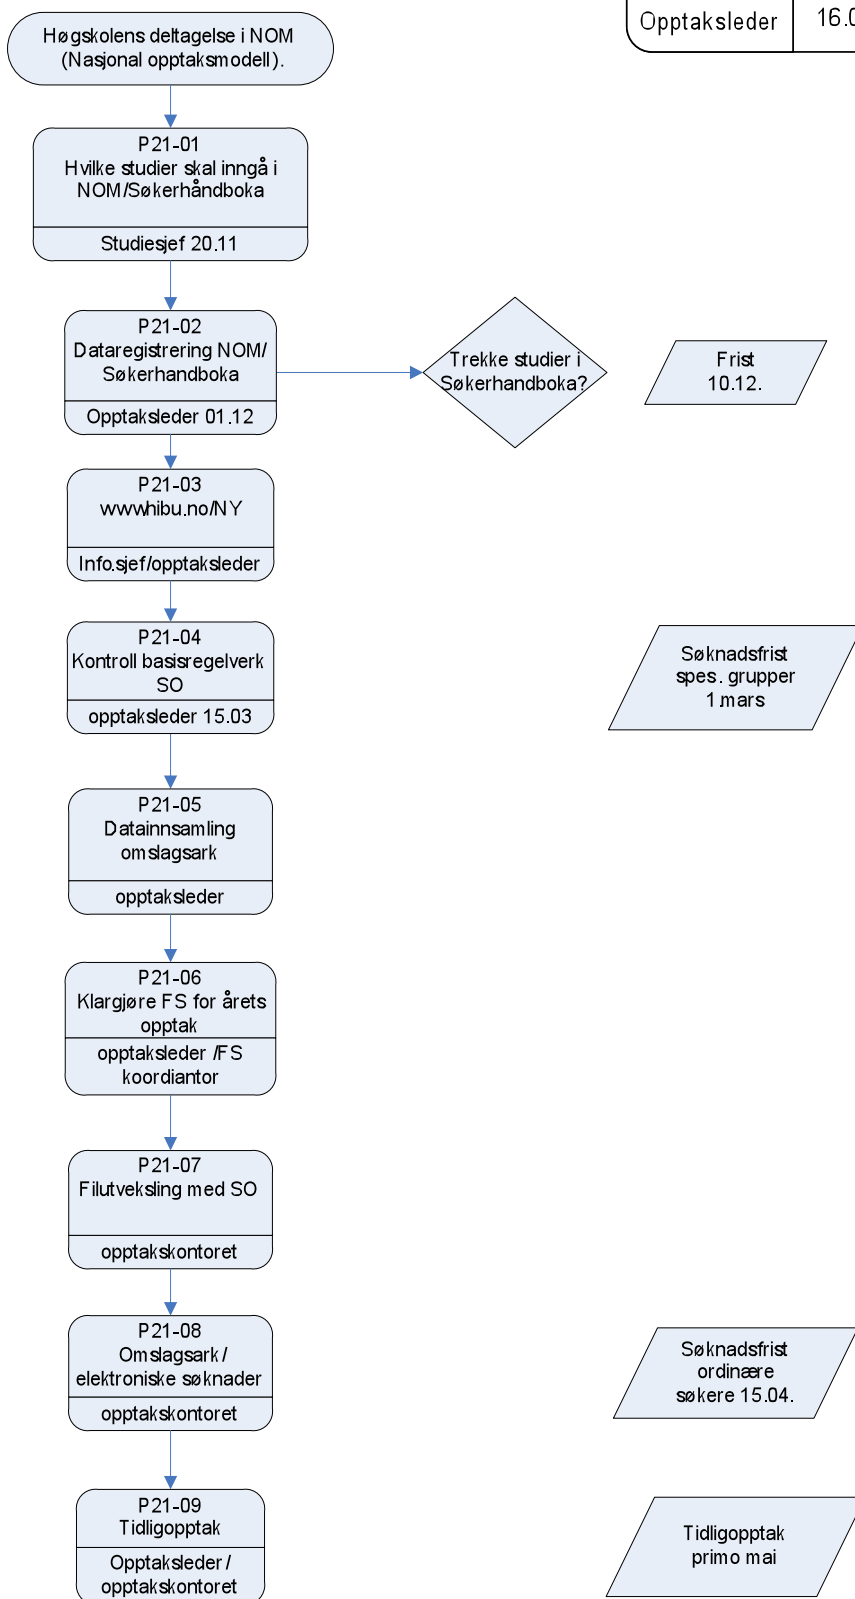 Opptaksleder 16.0
Høgskolens deltagelse i NOM
(Nasjonal opptaksmodell).
P21-01
Hvilke studier skal inngå i
NOM/Søkerhåndboka
Studiesjef 20.11
P21-02
Dataregistrering NOM/
Søkerhandboka
Opptaksleder 01.12
Trekke studier i
Søkerhandboka?
Frist
10.12.
P21-03
www.hibu.no/NY
Info.sjef/opptaksleder
P21-04
Kontroll basisregelverk
SO
opptaksleder 15.03
Søknadsfrist
spes. grupper
1.mars
P21-05
Datainnsamling
omslagsark
opptaksleder
P21-06
Klargjøre FS for årets
opptak
opptaksleder /FS
koordiantor
P21-07
Filutveksling med SO
opptakskontoret
P21-08
Omslagsark/
elektroniske søknader
opptakskontoret
Søknadsfrist
ordinære
søkere 15.04.
P21-09
Tidligopptak
Opptaksleder /
opptakskontoret
Tidligopptak
primo mai